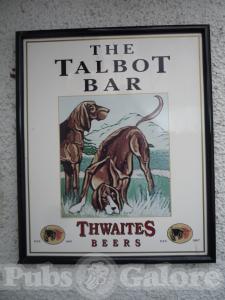 THE
TALBOT
BAR
THWAITES
BEERS
Pubs Galore